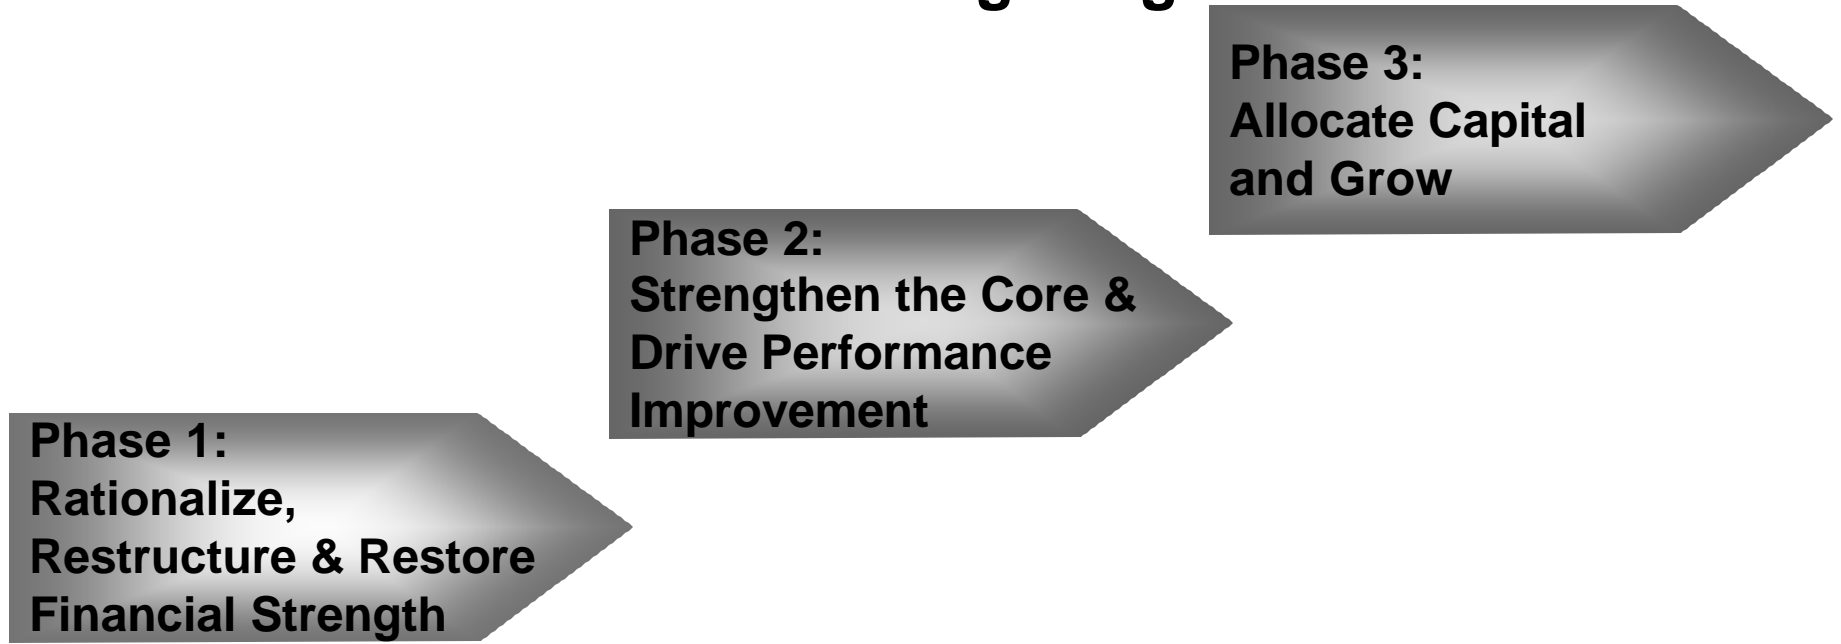 Phase 3:
Allocate Capital
and Grow
Phase 2:
Strengthen the Core &
Drive Performance
Improvement
Phase 1:
Rationalize,
Restructure & Restore
Financial Strength